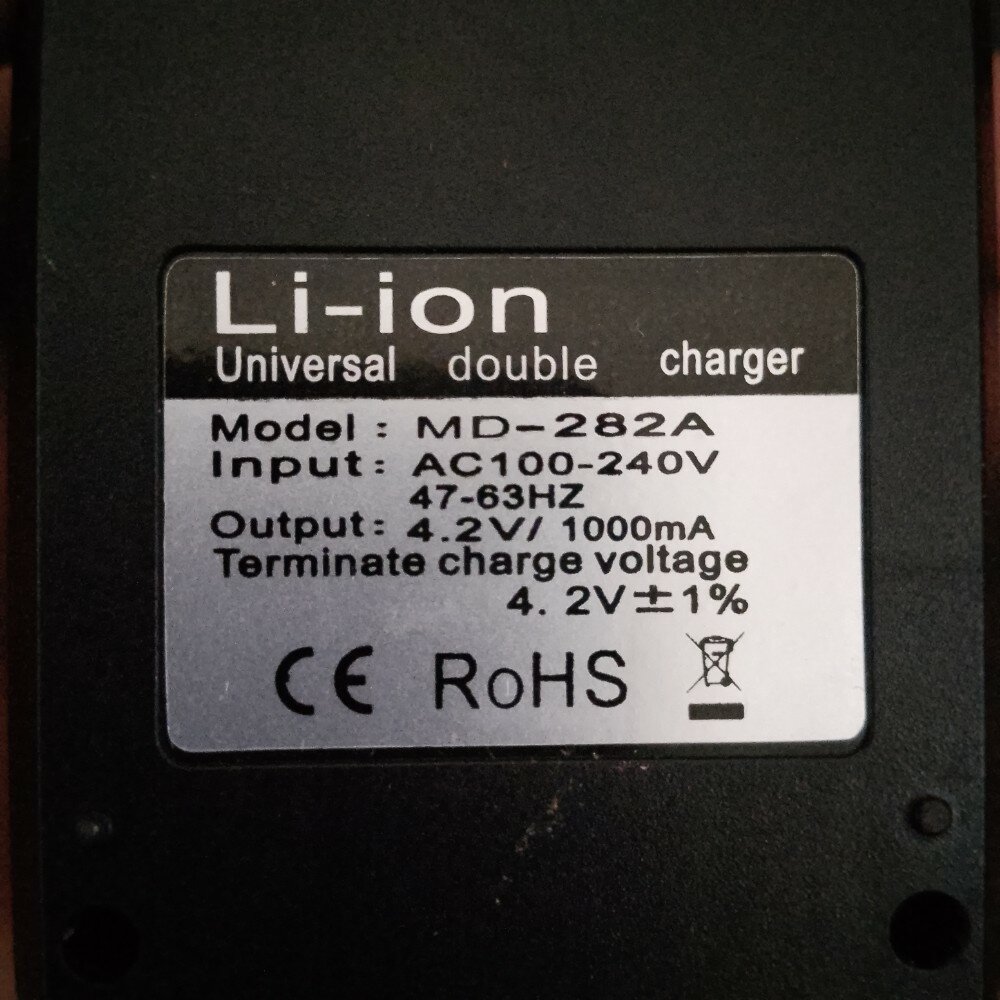 Li-ion
Universal double charger
Model : MD-282A
Input: AC100-240V
47-63HZ
Output: 4.2V/ 1000mA
Terminate charge voltage
4. 2V±1%
CE RoHS